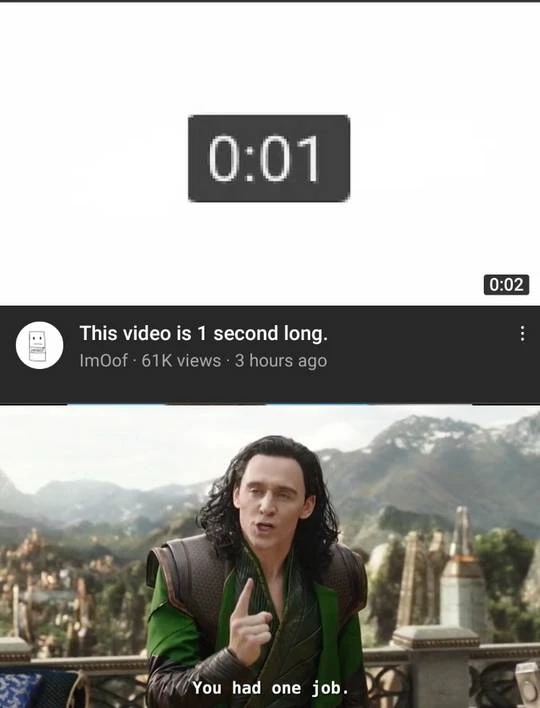 0:01
0:02
This video is 1 second long.
ImOof · 61K views · 3 hours ago
You had one job.